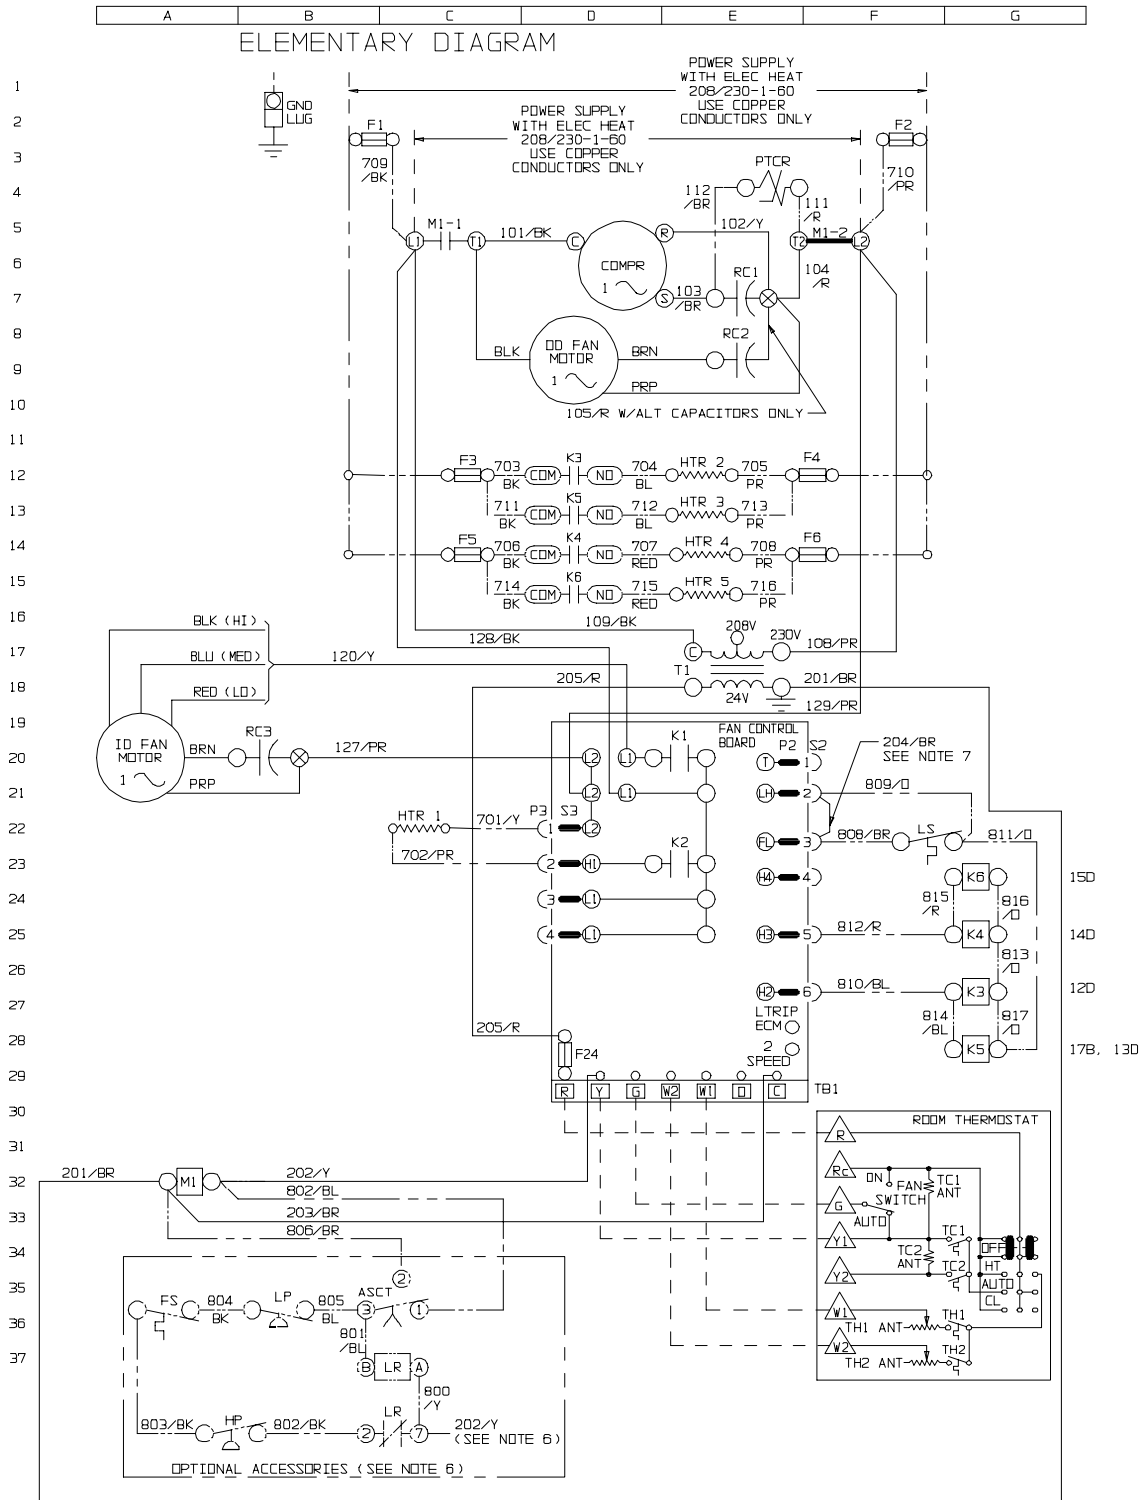 A B C D E F G
ELEMENTARY DIAGRAM
1
2
3
4
5
6
7
8
9
10
11
12
13
14
15
16
17
18
19
20
21
22
23
24
25
26
27
28
29
30
31
32
33
34
35
36
37
GND
LUG
POWER SUPPLY
WITH ELEC HEAT
208/230-1-60
USE COPPER
CONDUCTORS ONLY
POWER SUPPLY
WITH ELEC HEAT
208/230-1-60
USE COPPER
CONDUCTORS ONLY
F1
F2
709
/BK
710
/PR
PTCR
112
/BR
111
/R
L1
M1-1
T1
101/BK
C
R
102/Y
T2
M1-2
L2
COMPR
1
S
103
/BR
RC1
104
/R
BLK
OD FAN
MOTOR
1
BRN
RC2
PRP
105/R W/ALT CAPACITORS ONLY
F3
703
BK
COM
K3
NO
704
BL
HTR 2
705
PR
F4
711
BK
COM
K5
NO
712
BL
HTR 3
713
PR
F5
706
BK
COM
K4
NO
707
RED
HTR 4
708
PR
F6
714
BK
COM
K6
NO
715
RED
HTR 5
716
PR
BLK (HI)
109/BK
208V
230V
128/BK
C
108/PR
BLU (MED)
120/Y
T1
205/R
24V
201/BR
RED (LO)
129/PR
ID FAN
MOTOR
1
BRN
RC3
127/PR
PRP
FAN CONTROL
BOARD
K1
P2
S2
L2
L1
T
1
204/BR
SEE NOTE 7
L2
L1
LH
2
809/O
HTR 1
701/Y
P3
S3
1
L2
702/PR
2
H1
K2
FL
3
808/BR
LS
811/O
H4
4
K6
15D
815
/R
816
/O
3
L1
4
L1
H3
5
812/R
K4
14D
813
/O
H2
6
810/BL
K3
12D
LTRIP
ECM
2
SPEED
814
/BL
817
/O
K5
17B, 13D
205/R
F24
R Y G W2 W1 O C
TB1
ROOM THERMOSTAT
R
Rc
ON
FAN
SWITCH
AUTO
TC1
ANT
G
Y1
TC1
OFF
TC2
ANT
Y2
TC2
HT
AUTO
CL
W1
TH1 ANT
TH1
W2
TH2 ANT
TH2
201/BR
M1
202/Y
802/BL
203/BR
806/BR
2
FS
804
BK
LP
805
BL
ASCT
3
1
801
/BL
B
LR
A
800
/Y
803/BK
HP
802/BK
2
LR
7
202/Y
(SEE NOTE 6)
OPTIONAL ACCESSORIES (SEE NOTE 6)